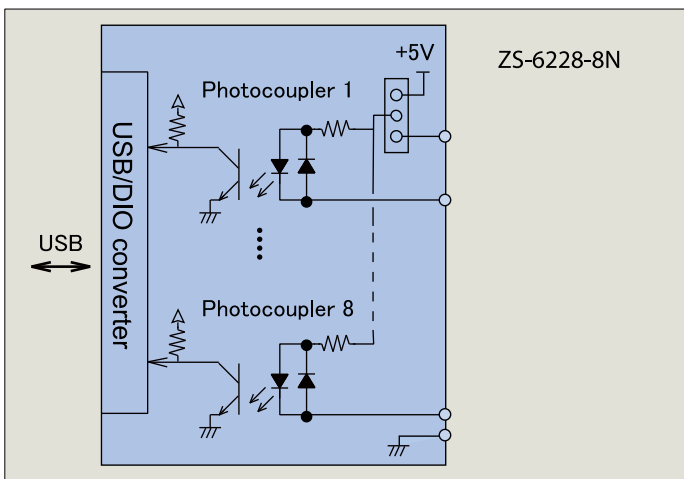 +5V
ZS-6228-8N
Photocoupler 1
USB/DIO converter
USB
Photocoupler 8